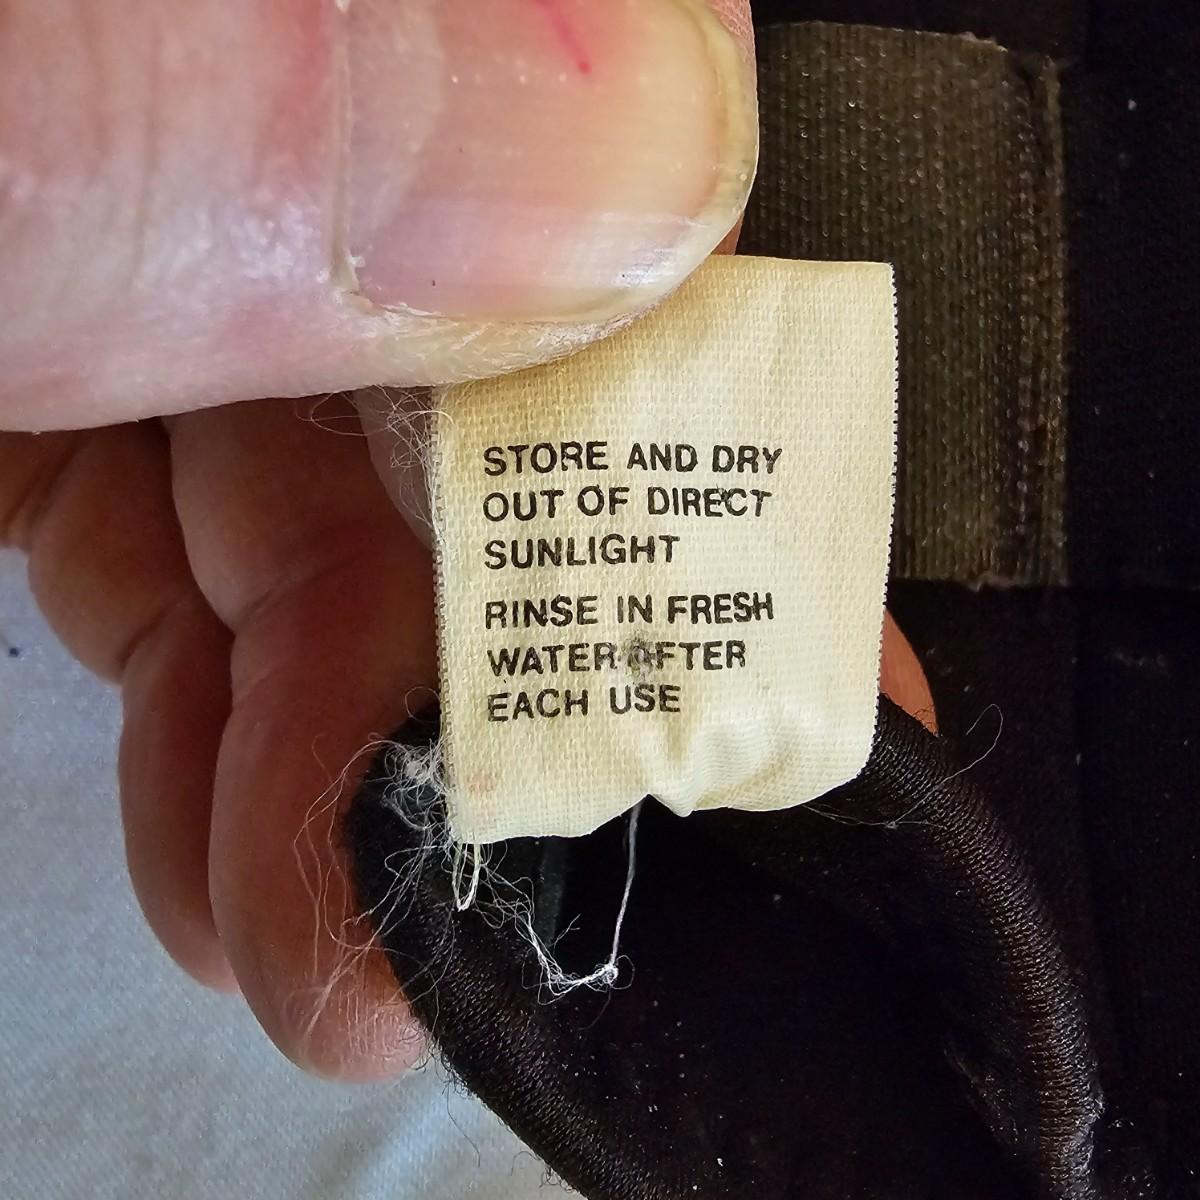 STORE AND DRY
OUT OF DIRECT
SUNLIGHT
RINSE IN FRESH
WATER AFTER
EACH USE